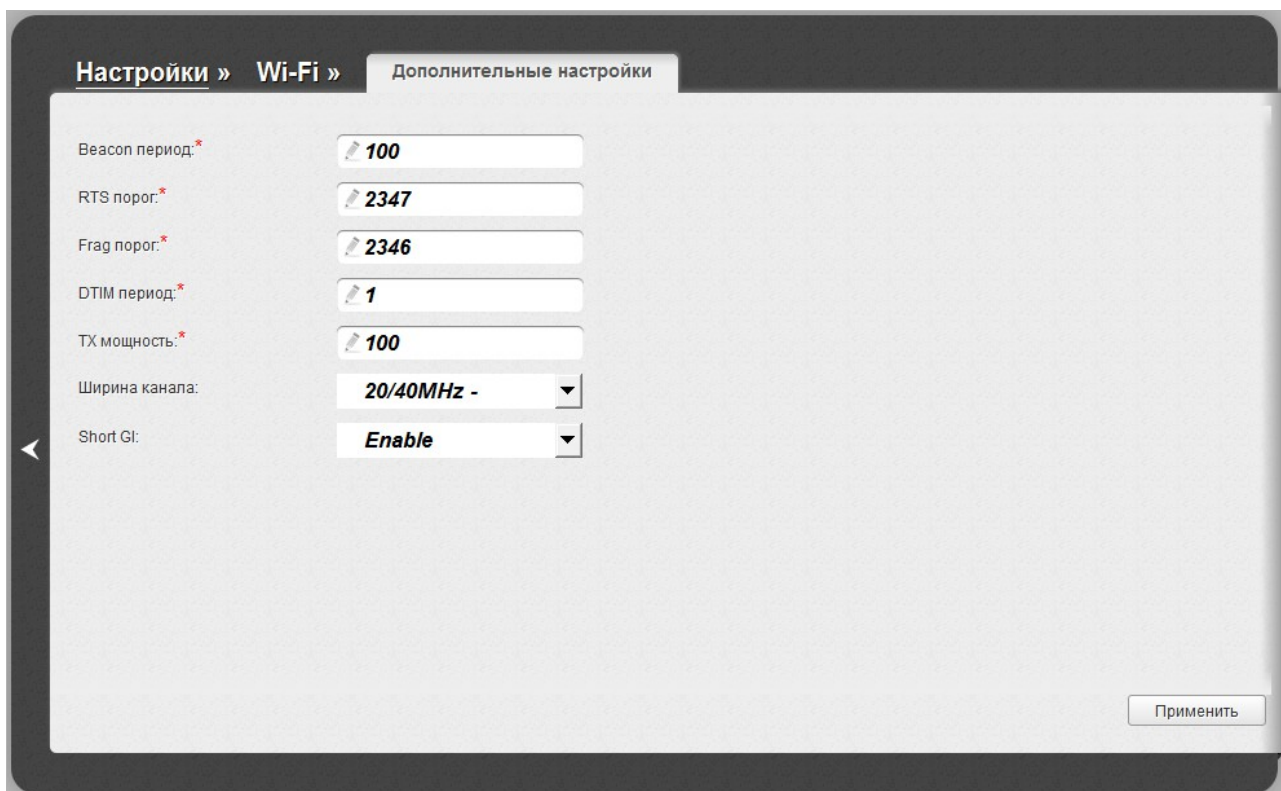 Настройки » Wi-Fi » Дополнительные настройки
Beacon период:* 100
RTS порог:* 2347
Frag порог:* 2346
DTIM период:* 1
TX мощность:* 100
Ширина канала: 20/40MHz -
Short GI: Enable
Применить